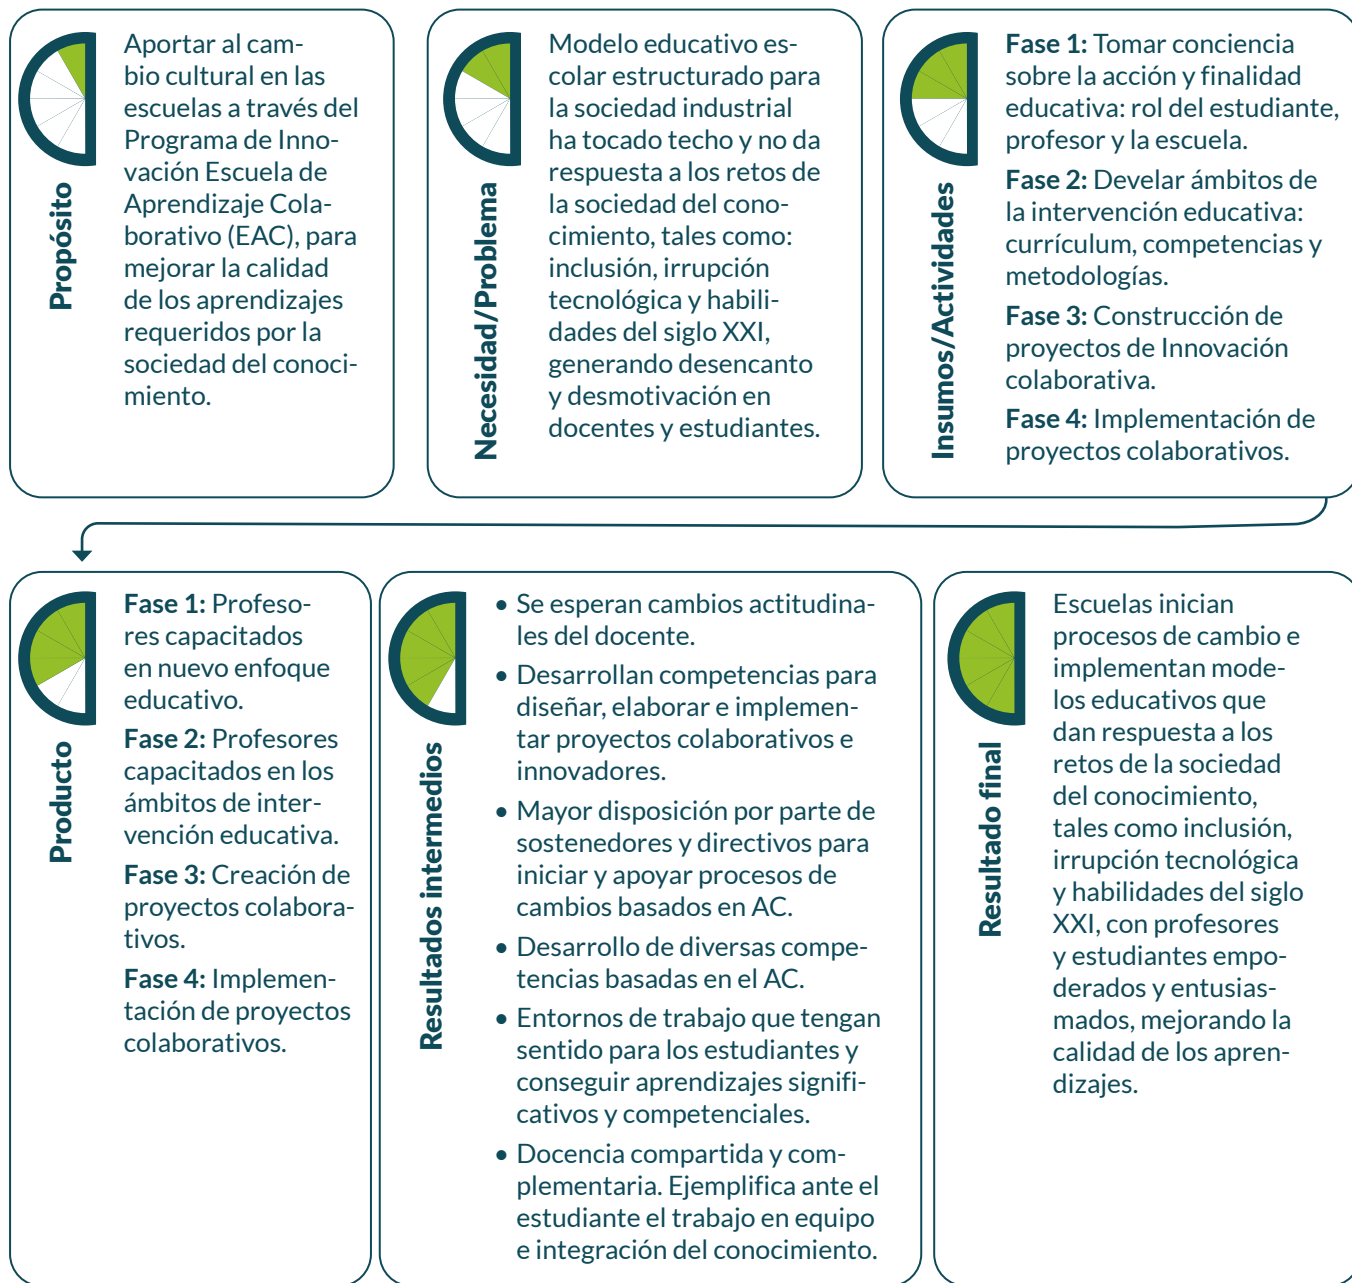 Propósito
Aportar al cam-
bio cultural en las
escuelas a través del
Programa de Inno-
vación Escuela de
Aprendizaje Cola-
borativo (EAC), para
mejorar la calidad
de los aprendizajes
requeridos por la
sociedad del conoci-
miento.
Necesidad/Problema
Modelo educativo es-
colar estructurado para
la sociedad industrial
ha tocado techo y no da
respuesta a los retos de
la sociedad del cono-
cimiento, tales como:
inclusión, irrupción
tecnológica y habili-
dades del siglo XXI,
generando desencanto
y desmotivación en
docentes y estudiantes.
Insumos/Actividades
Fase 1: Tomar conciencia
sobre la acción y finalidad
educativa: rol del estudiante,
profesor y la escuela.
Fase 2: Develar ámbitos de
la intervención educativa:
currículum, competencias y
metodologías.
Fase 3: Construcción de
proyectos de Innovación
colaborativa.
Fase 4: Implementación de
proyectos colaborativos.
Producto
Fase 1: Profeso-
res capacitados
en nuevo enfoque
educativo.
Fase 2: Profesores
capacitados en los
ámbitos de inter-
vención educativa.
Fase 3: Creación de
proyectos colabora-
tivos.
Fase 4: Implemen-
tación de proyectos
colaborativos.
Resultados intermedios
• Se esperan cambios actitudina-
les del docente.
• Desarrollan competencias para
diseñar, elaborar e implemen-
tar proyectos colaborativos e
innovadores.
• Mayor disposición por parte de
sostenedores y directivos para
iniciar y apoyar procesos de
cambios basados en AC.
• Desarrollo de diversas compe-
tencias basadas en el AC.
• Entornos de trabajo que tengan
sentido para los estudiantes y
conseguir aprendizajes signifi-
cativos y competenciales.
• Docencia compartida y com-
plementaria. Ejemplifica ante el
estudiante el trabajo en equipo
e integración del conocimiento.
Resultado final
Escuelas inician
procesos de cambio e
implementan mode-
los educativos que
dan respuesta a los
retos de la sociedad
del conocimiento,
tales como inclusión,
irrupción tecnológica
y habilidades del siglo
XXI, con profesores
y estudiantes empo-
derados y entusias-
mados, mejorando la
calidad de los apren-
dizajes.